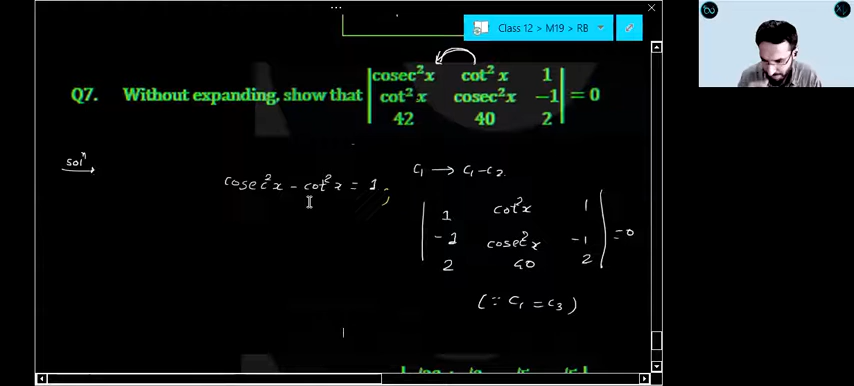 Class 12 > M19 > RB
Q7. Without expanding, show that |cosec²x cot²x 1| = 0
|cot²x cosec²x −1|
|42 40 2|
Solⁿ
cosec²x − cot²x = 1;
C₁ → C₁−C₂.
| 1 cot²x 1 |
| −1 cosec²x −1 | = 0
| 2 40 2 |
(∵ C₁ = C₃)